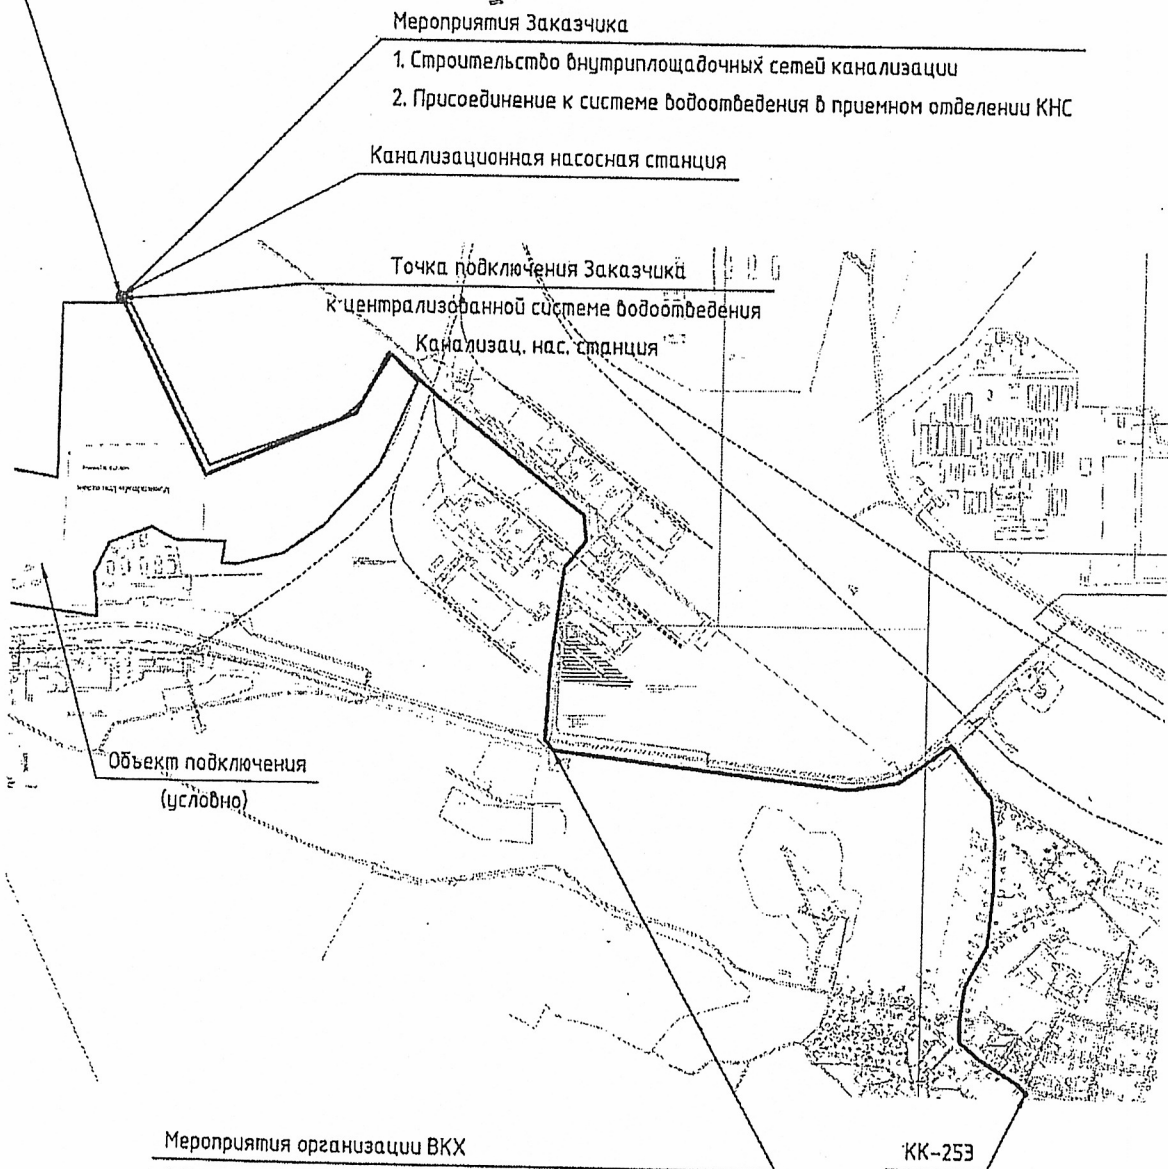 Мероприятия Заказчика
1. Строительство внутриплощадочных сетей канализации
2. Присоединение к системе водоотведения в приемном отделении КНС
Канализационная насосная станция
Точка подключения Заказчика
к централизованной системе водоотведения
Канализац. нас. станция
Объект подключения
(условно)
Мероприятия организации ВКХ
КК-253